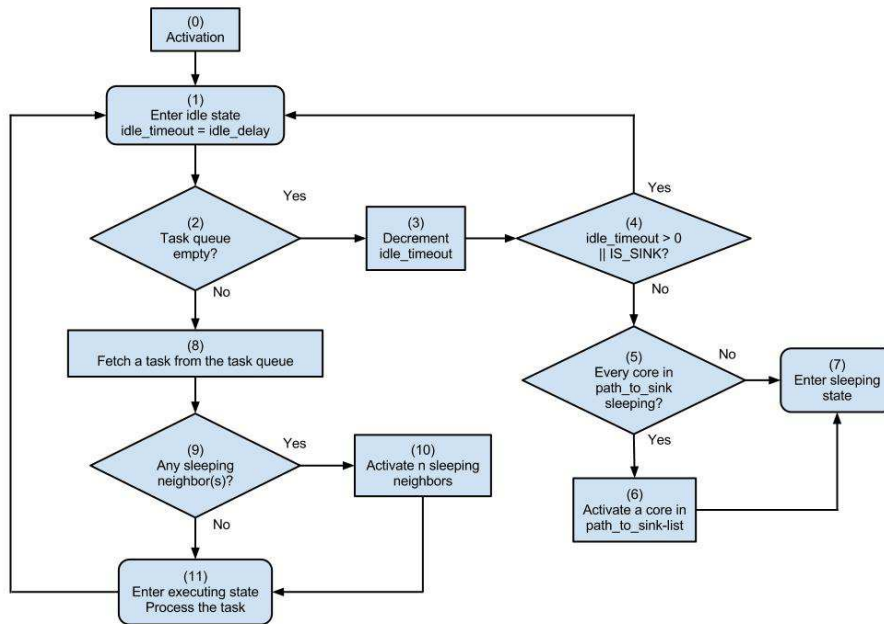 (0)
Activation
(1)
Enter idle state
idle_timeout = idle_delay
Yes
(2)
Task queue
empty?
No
(3)
Decrement
idle_timeout
Yes
(4)
idle_timeout > 0
|| IS_SINK?
No
(5)
Every core in
path_to_sink
sleeping?
No
Yes
(7)
Enter sleeping
state
(6)
Activate a core in
path_to_sink-list
(8)
Fetch a task from the task queue
(9)
Any sleeping
neighbor(s)?
Yes
No
(10)
Activate n sleeping
neighbors
(11)
Enter executing state
Process the task